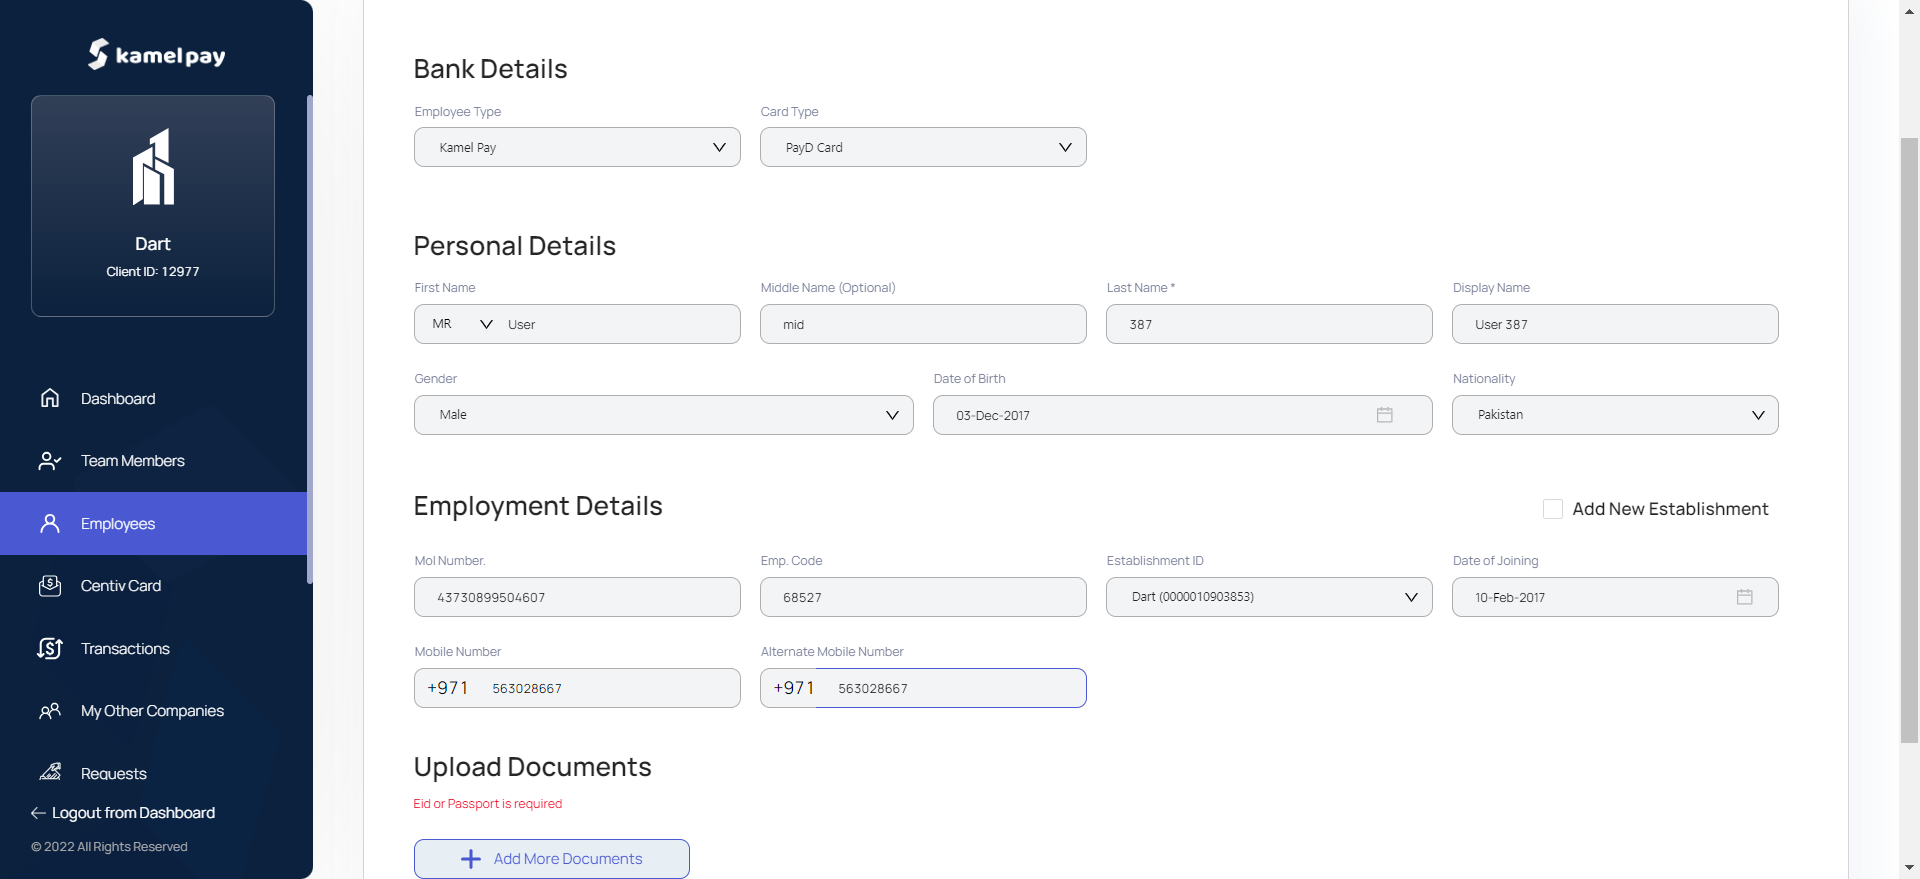 kamelpay
Dart
Client ID: 12977
Dashboard
Team Members
Employees
Centiv Card
Transactions
My Other Companies
Requests
Logout from Dashboard
© 2022 All Rights Reserved
Bank Details
Employee Type
Card Type
Kamel Pay
PayD Card
Personal Details
First Name
Middle Name (Optional)
Last Name *
Display Name
MR
User
mid
387
User 387
Gender
Date of Birth
Nationality
Male
03-Dec-2017
Pakistan
Employment Details
Add New Establishment
Mol Number.
Emp. Code
Establishment ID
Date of Joining
43730899504607
68527
Dart (0000010903853)
10-Feb-2017
Mobile Number
Alternate Mobile Number
+971 563028667
+971 563028667
Upload Documents
Eid or Passport is required
Add More Documents